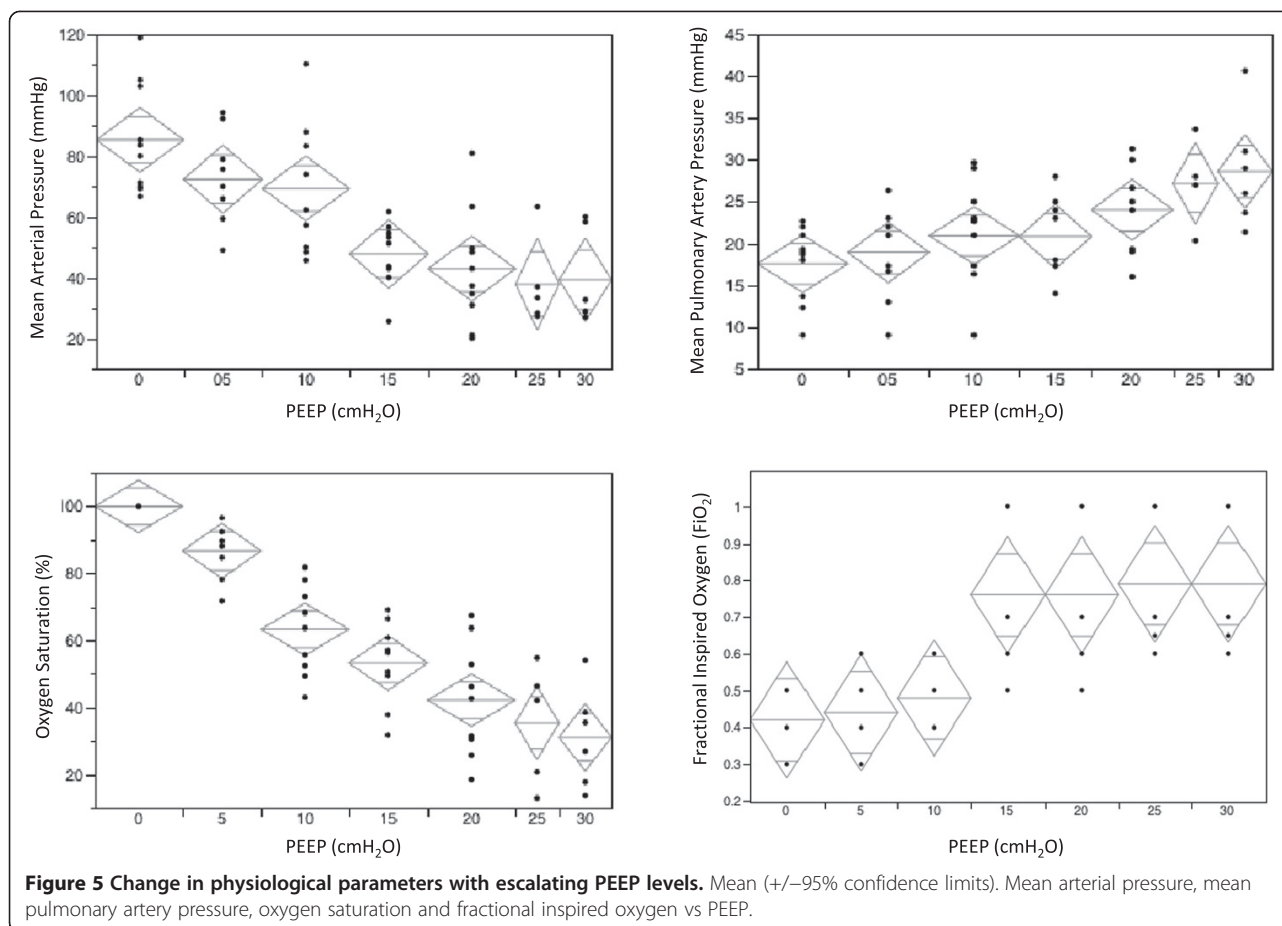 120
100
80
60
40
20
Mean Arterial Pressure (mmHg)
0 05 10 15 20 25 30
PEEP (cmH₂O)
45
40
35
30
25
20
15
10
5
Mean Pulmonary Artery Pressure (mmHg)
0 05 10 15 20 25 30
PEEP (cmH₂O)
100
80
60
40
20
Oxygen Saturation (%)
0 5 10 15 20 25 30
PEEP (cmH₂O)
1
0.9
0.8
0.7
0.6
0.5
0.4
0.3
0.2
Fractional Inspired Oxygen (FiO₂)
0 5 10 15 20 25 30
PEEP (cmH₂O)
Figure 5 Change in physiological parameters with escalating PEEP levels. Mean (+/−95% confidence limits). Mean arterial pressure, mean
pulmonary artery pressure, oxygen saturation and fractional inspired oxygen vs PEEP.